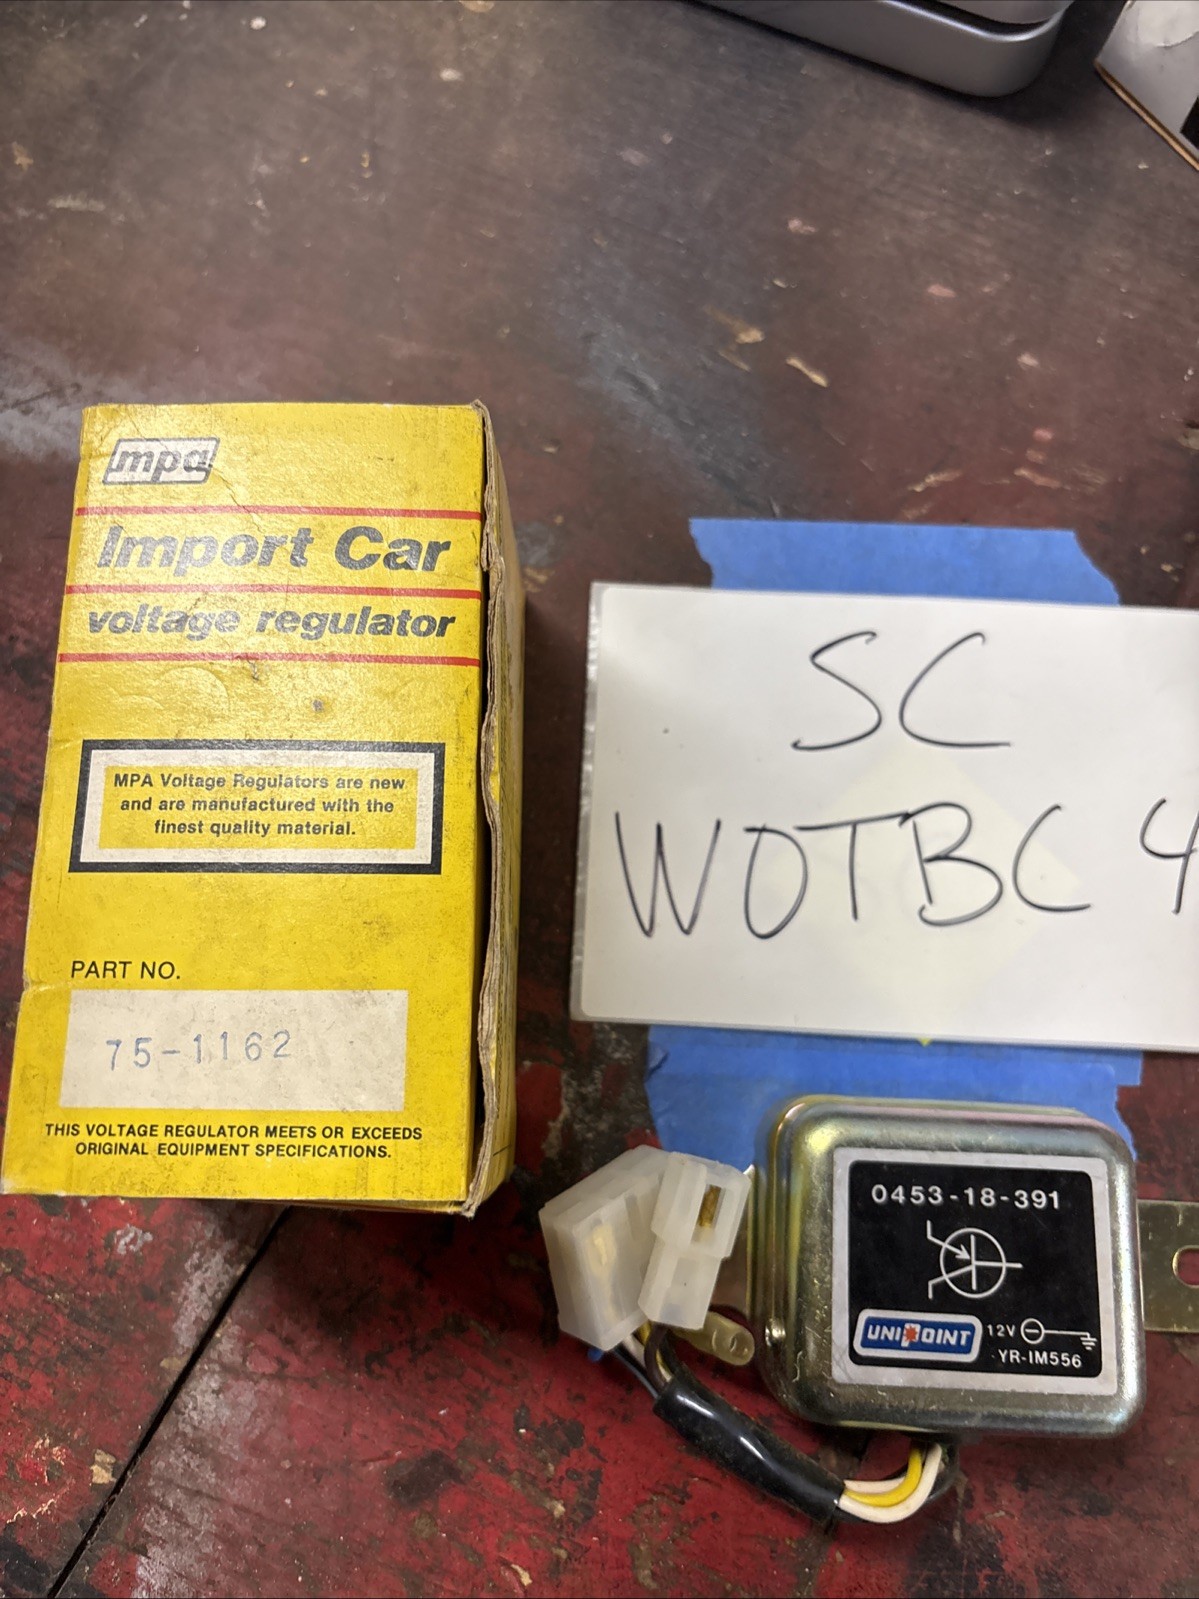 mpa
Import Car
voltage regulator
MPA Voltage Regulators are new
and are manufactured with the
finest quality material.
PART NO.
75-1162
THIS VOLTAGE REGULATOR MEETS OR EXCEEDS
ORIGINAL EQUIPMENT SPECIFICATIONS.
SC
WOTBC 4
0453-18-391
UNIPOINT
12V
YR-IM556